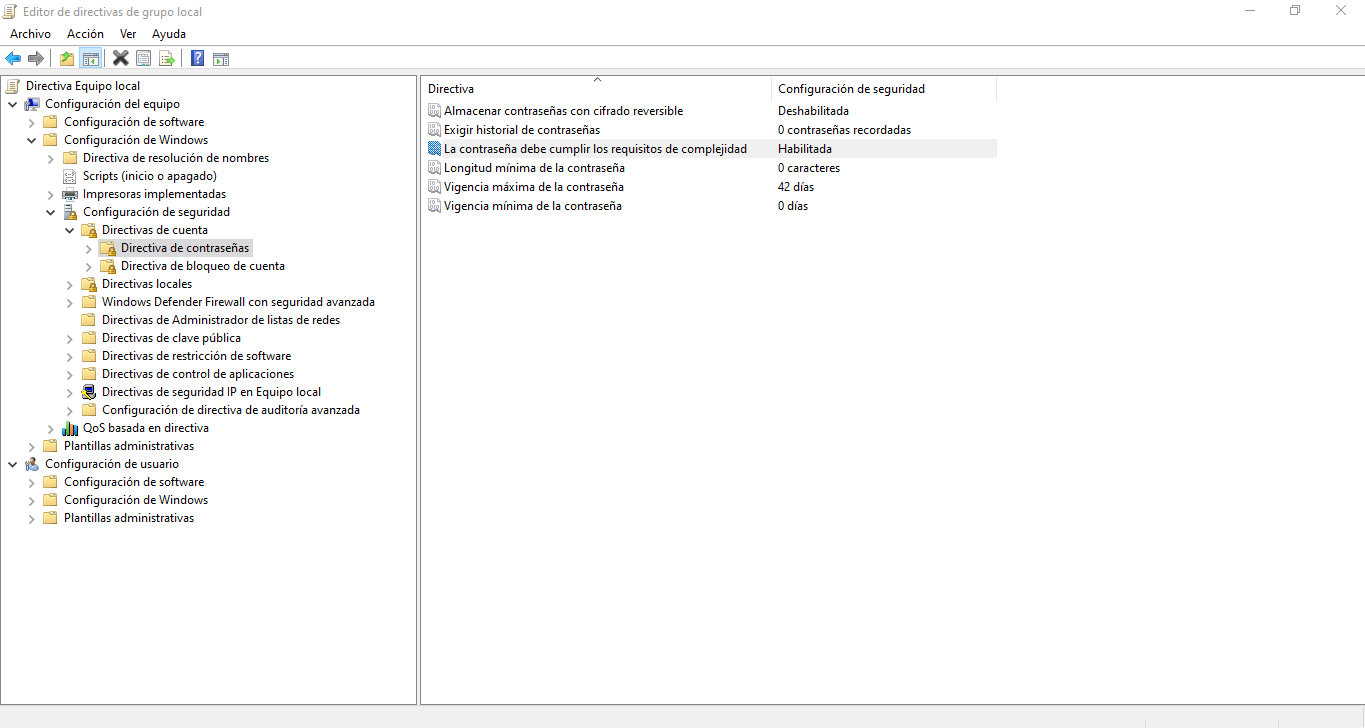 Editor de directivas de grupo local
Archivo Acción Ver Ayuda
Directiva Equipo local
Configuración del equipo
Configuración de software
Configuración de Windows
Directiva de resolución de nombres
Scripts (inicio o apagado)
Impresoras implementadas
Configuración de seguridad
Directivas de cuenta
Directiva de contraseñas
Directiva de bloqueo de cuenta
Directivas locales
Windows Defender Firewall con seguridad avanzada
Directivas de Administrador de listas de redes
Directivas de clave pública
Directivas de restricción de software
Directivas de control de aplicaciones
Directivas de seguridad IP en Equipo local
Configuración de directiva de auditoría avanzada
QoS basada en directiva
Plantillas administrativas
Configuración de usuario
Configuración de software
Configuración de Windows
Plantillas administrativas
Directiva Configuración de seguridad
Almacenar contraseñas con cifrado reversible Deshabilitada
Exigir historial de contraseñas 0 contraseñas recordadas
La contraseña debe cumplir los requisitos de complejidad Habilitada
Longitud mínima de la contraseña 0 caracteres
Vigencia máxima de la contraseña 42 días
Vigencia mínima de la contraseña 0 días